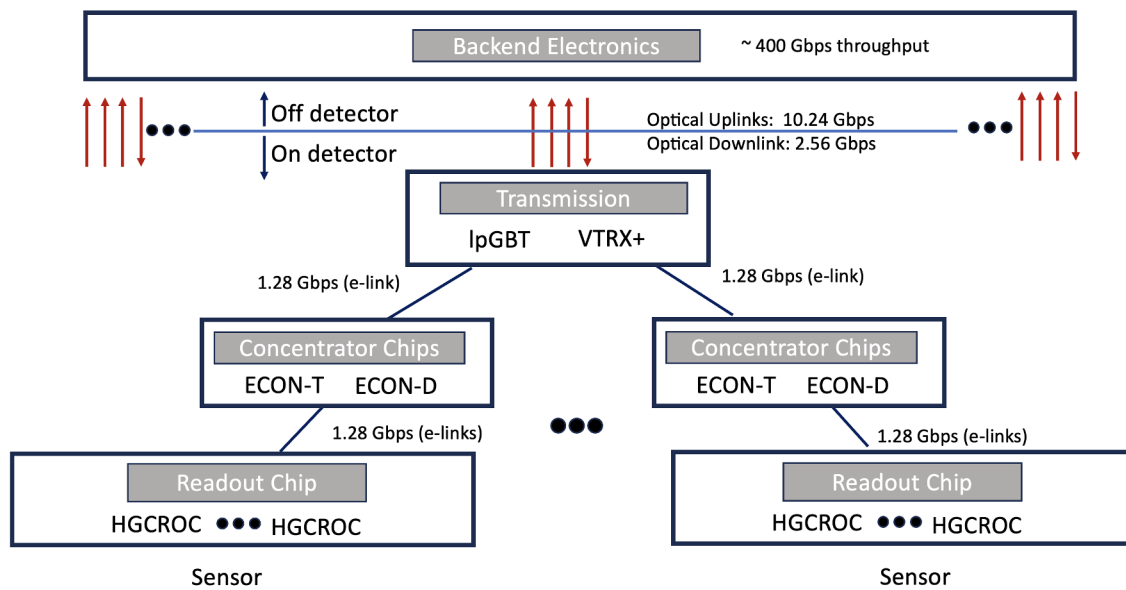 Backend Electronics
~ 400 Gbps throughput
Off detector
On detector
Optical Uplinks: 10.24 Gbps
Optical Downlink: 2.56 Gbps
Transmission
lpGBT VTRX+
1.28 Gbps (e-link)
1.28 Gbps (e-link)
Concentrator Chips
ECON-T ECON-D
Concentrator Chips
ECON-T ECON-D
1.28 Gbps (e-links)
1.28 Gbps (e-links)
Readout Chip
HGCROC HGCROC
Readout Chip
HGCROC HGCROC
Sensor
Sensor